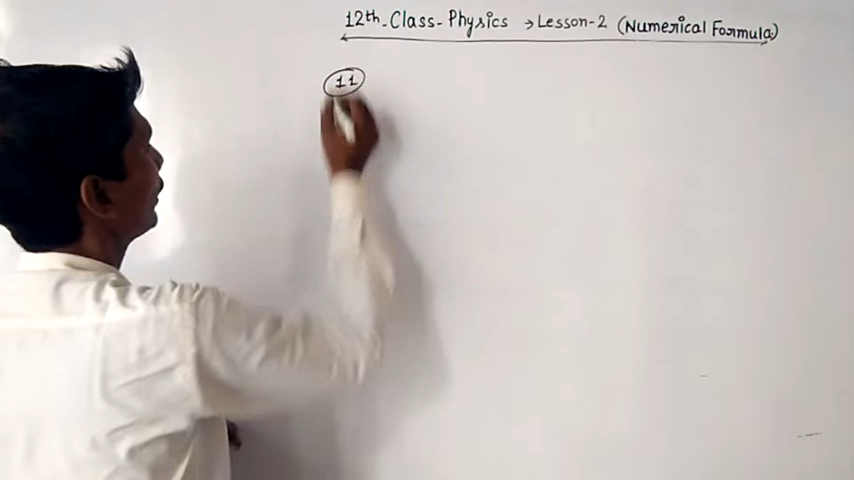 12th-Class-Physics → Lesson-2 (Numerical Formula)
11